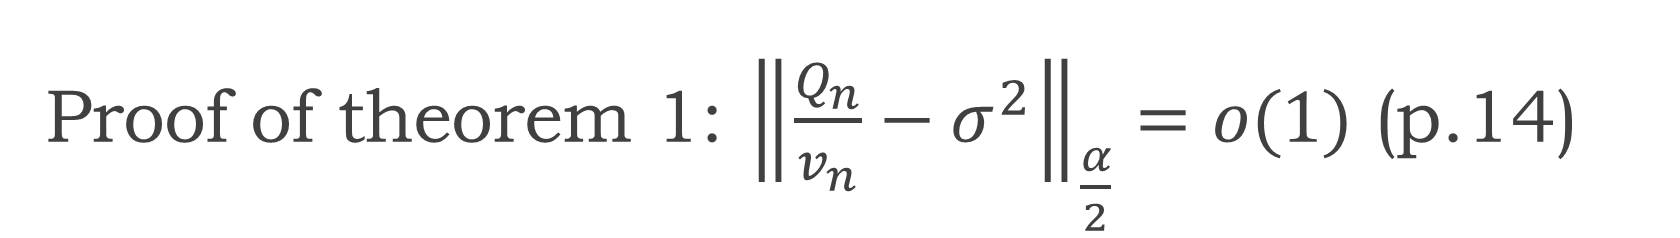 Proof of theorem 1: ‖Qₙ/vₙ − σ²‖_{α/2} = o(1) (p.14)